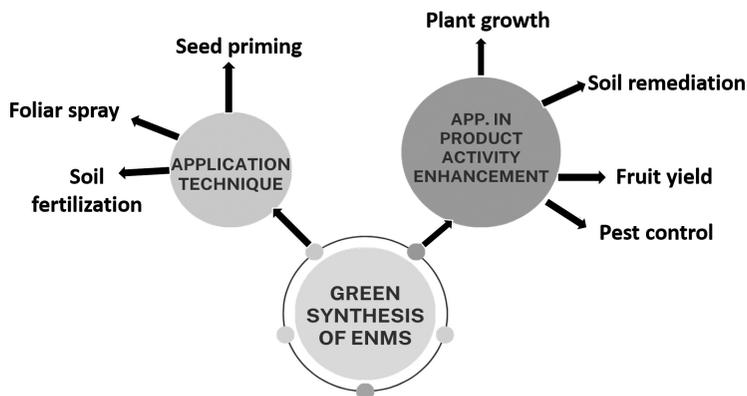 Plant growth
Seed priming
Soil remediation
Foliar spray
APP. IN
PRODUCT
ACTIVITY
ENHANCEMENT
APPLICATION
TECHNIQUE
Soil
fertilization
Fruit yield
Pest control
GREEN
SYNTHESIS
OF ENMS